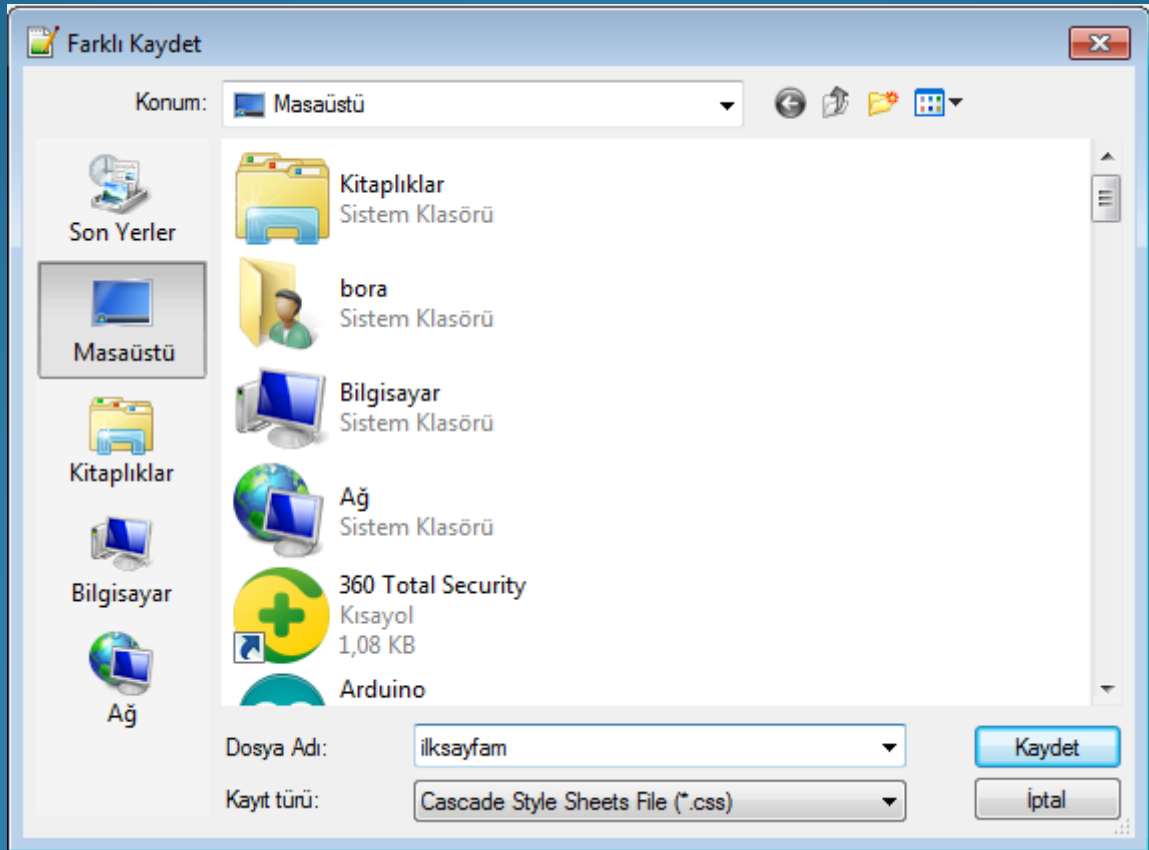 Farklı Kaydet
Konum:
Masaüstü
Son Yerler
Masaüstü
Kitaplıklar
Bilgisayar
Ağ
Kitaplıklar
Sistem Klasörü
bora
Sistem Klasörü
Bilgisayar
Sistem Klasörü
Ağ
Sistem Klasörü
360 Total Security
Kısayol
1,08 KB
Arduino
Dosya Adı:
ilksayfam
Kaydet
Kayıt türü:
Cascade Style Sheets File (*.css)
İptal